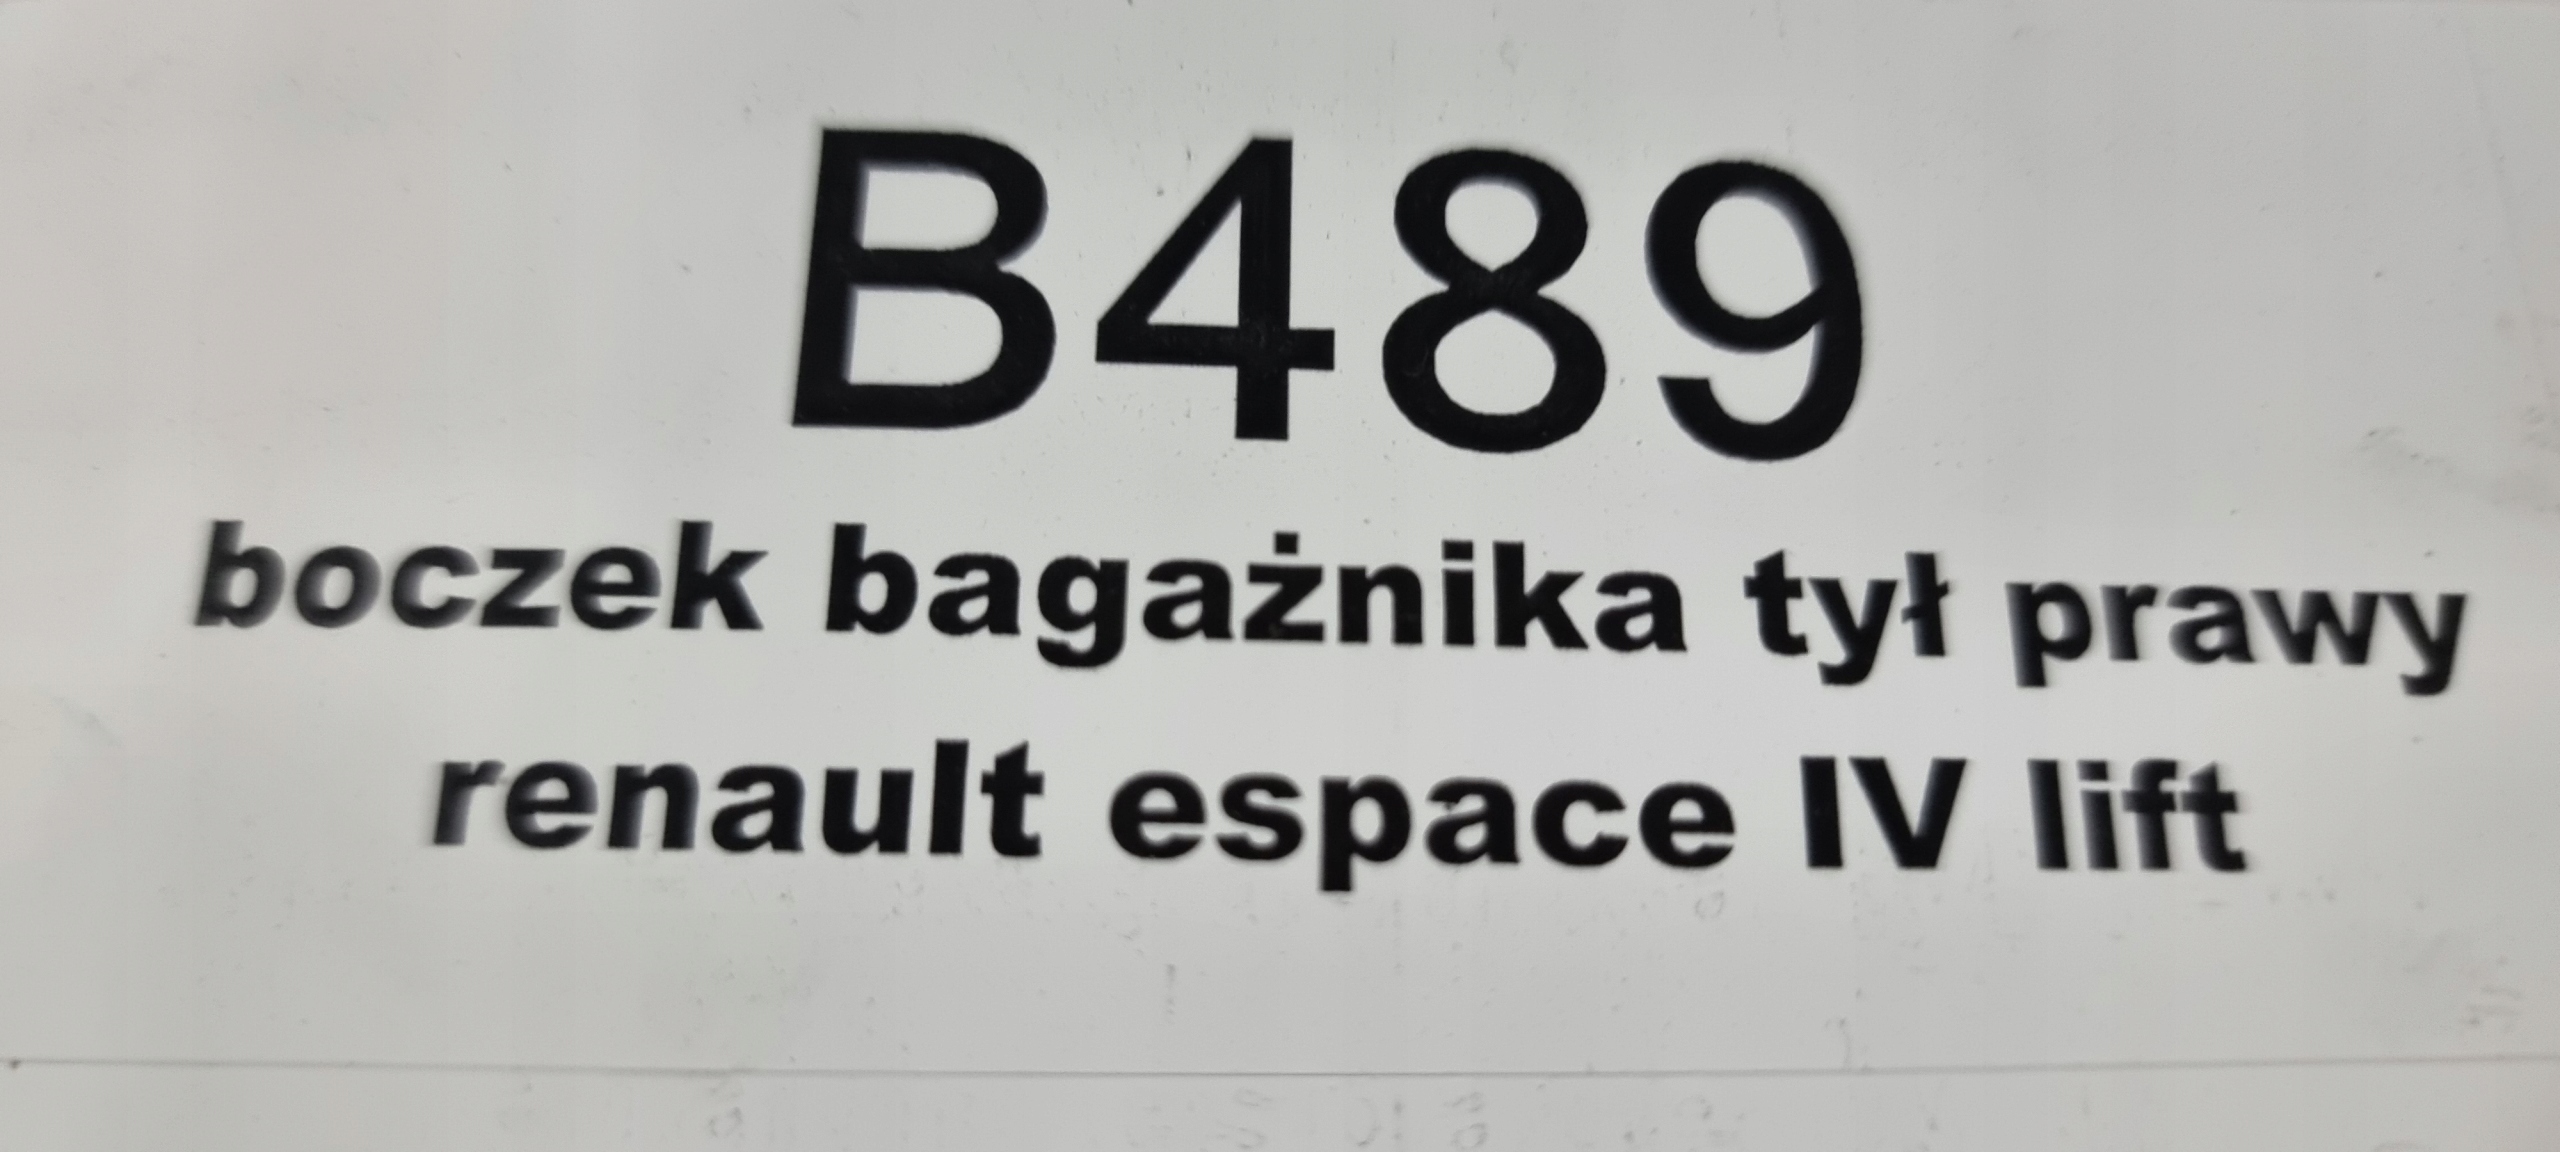 B489
boczek bagażnika tył prawy
renault espace IV lift